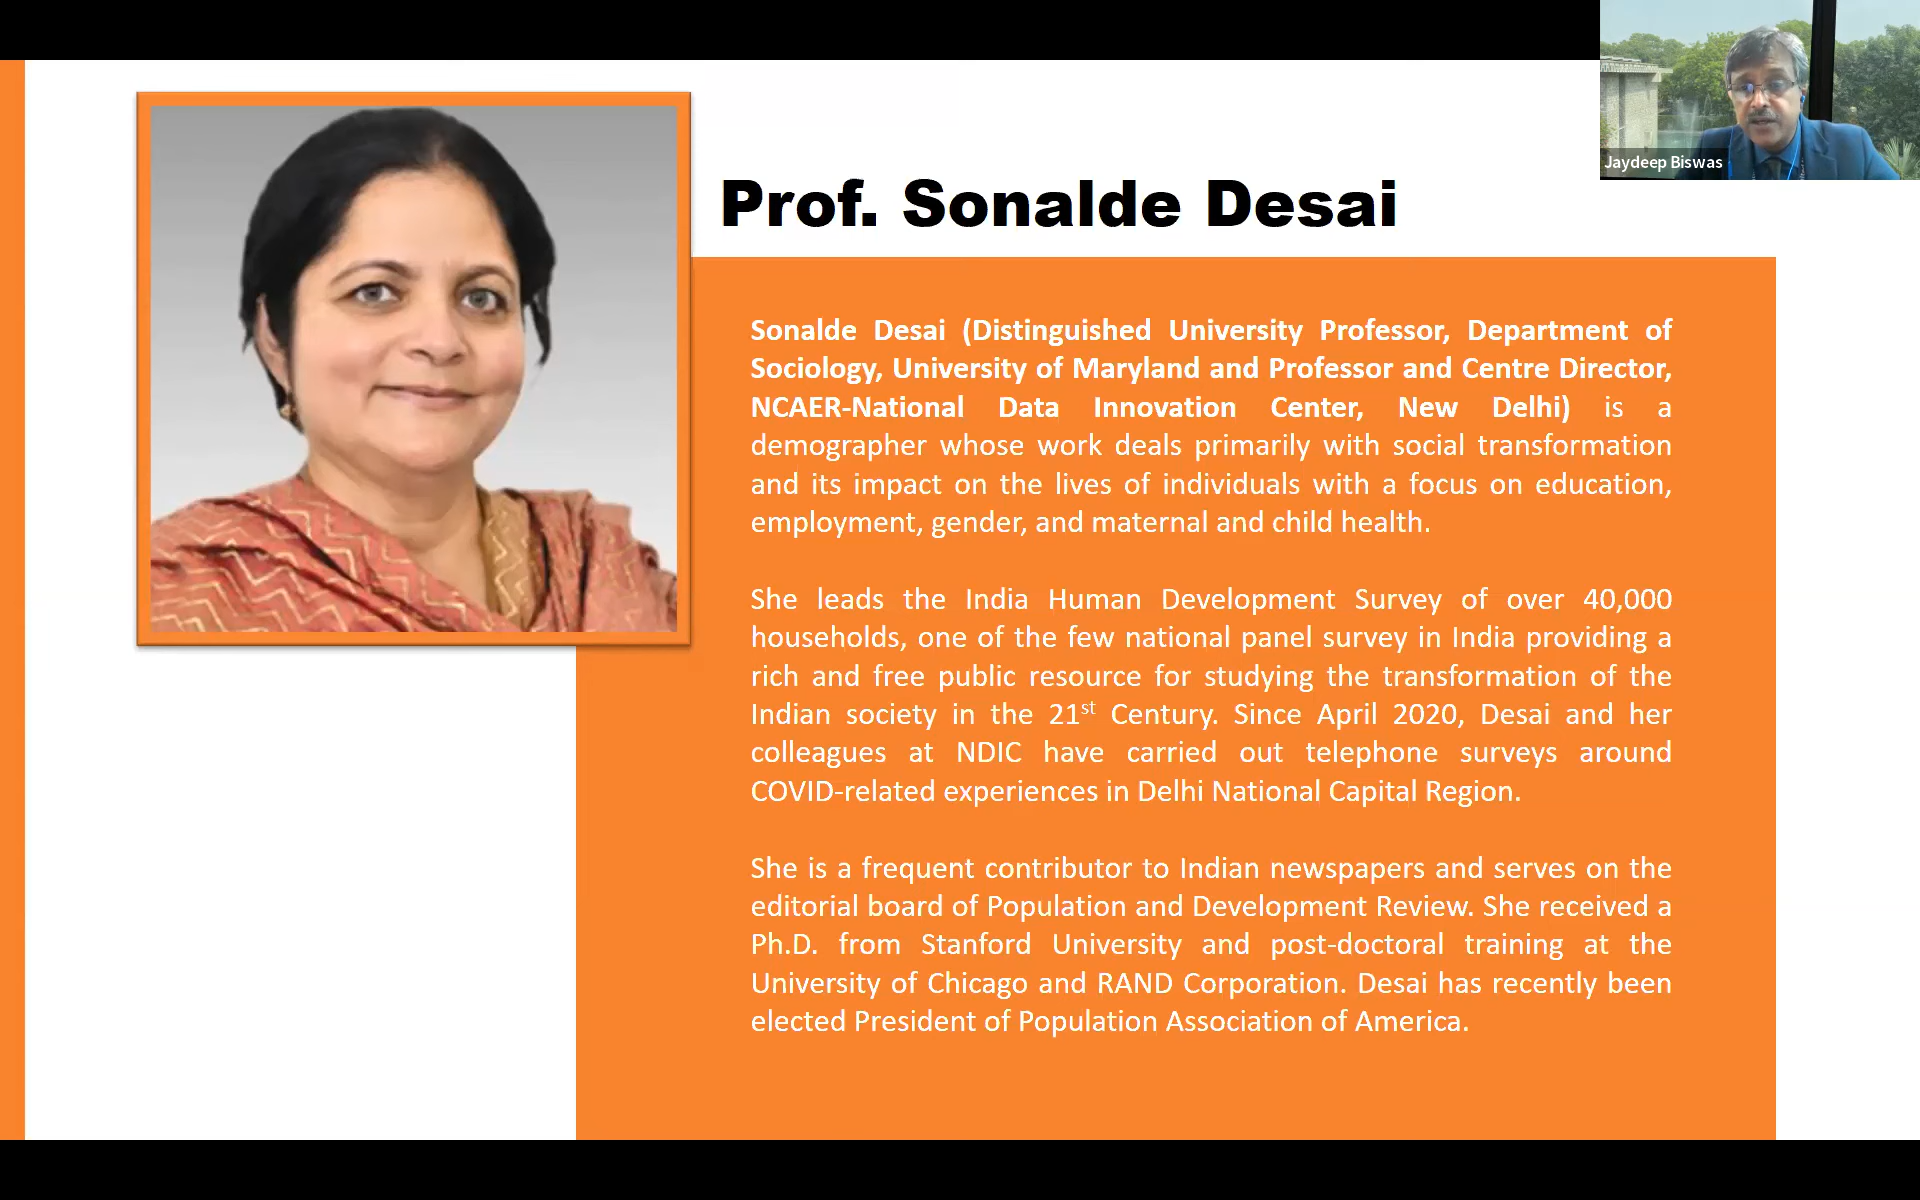 Jaydeep Biswas
Prof. Sonalde Desai
Sonalde Desai (Distinguished University Professor, Department of
Sociology, University of Maryland and Professor and Centre Director,
NCAER-National Data Innovation Center, New Delhi) is a
demographer whose work deals primarily with social transformation
and its impact on the lives of individuals with a focus on education,
employment, gender, and maternal and child health.
She leads the India Human Development Survey of over 40,000
households, one of the few national panel survey in India providing a
rich and free public resource for studying the transformation of the
Indian society in the 21st Century. Since April 2020, Desai and her
colleagues at NDIC have carried out telephone surveys around
COVID-related experiences in Delhi National Capital Region.
She is a frequent contributor to Indian newspapers and serves on the
editorial board of Population and Development Review. She received a
Ph.D. from Stanford University and post-doctoral training at the
University of Chicago and RAND Corporation. Desai has recently been
elected President of Population Association of America.